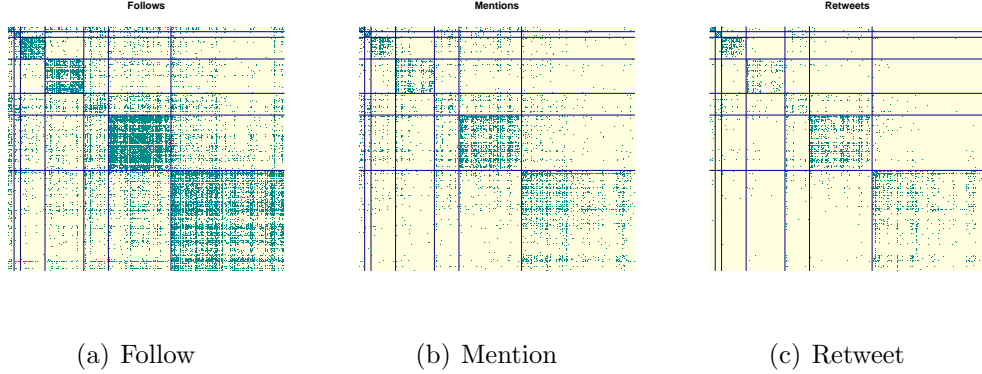 Follows
Mentions
Retweets
(a) Follow
(b) Mention
(c) Retweet